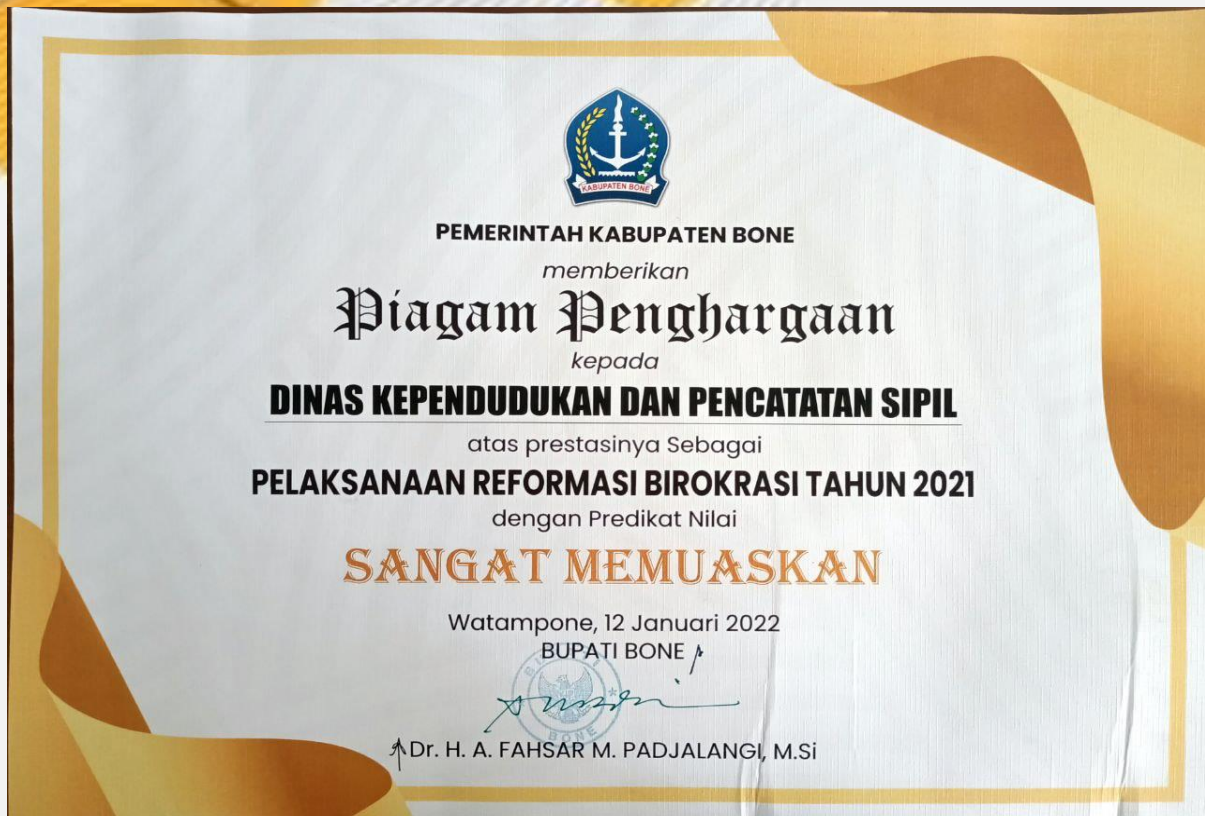 KABUPATEN BONE
PEMERINTAH KABUPATEN BONE
memberikan
Piagam Penghargaan
kepada
DINAS KEPENDUDUKAN DAN PENCATATAN SIPIL
atas prestasinya Sebagai
PELAKSANAAN REFORMASI BIROKRASI TAHUN 2021
dengan Predikat Nilai
SANGAT MEMUASKAN
Watampone, 12 Januari 2022
BUPATI BONE
BONE
Dr. H. A. FAHSAR M. PADJALANGI, M.Si